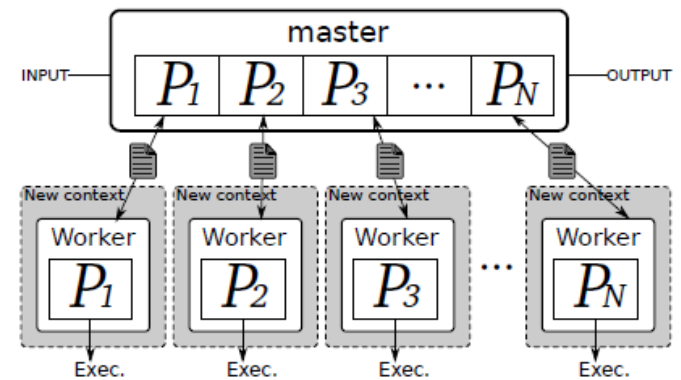 master
INPUT P1 P2 P3 ... PN OUTPUT
New context New context New context New context
Worker Worker Worker ... Worker
P1 P2 P3 PN
Exec. Exec. Exec. Exec.